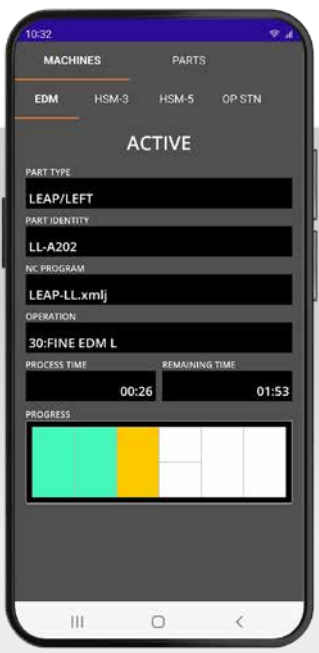 10:32
MACHINES PARTS
EDM HSM-3 HSM-5 OP STN
ACTIVE
PART TYPE
LEAP/LEFT
PART IDENTITY
LL-A202
NC PROGRAM
LEAP-LL.xmlj
OPERATION
30:FINE EDM L
PROCESS TIME REMAINING TIME
00:26 01:53
PROGRESS